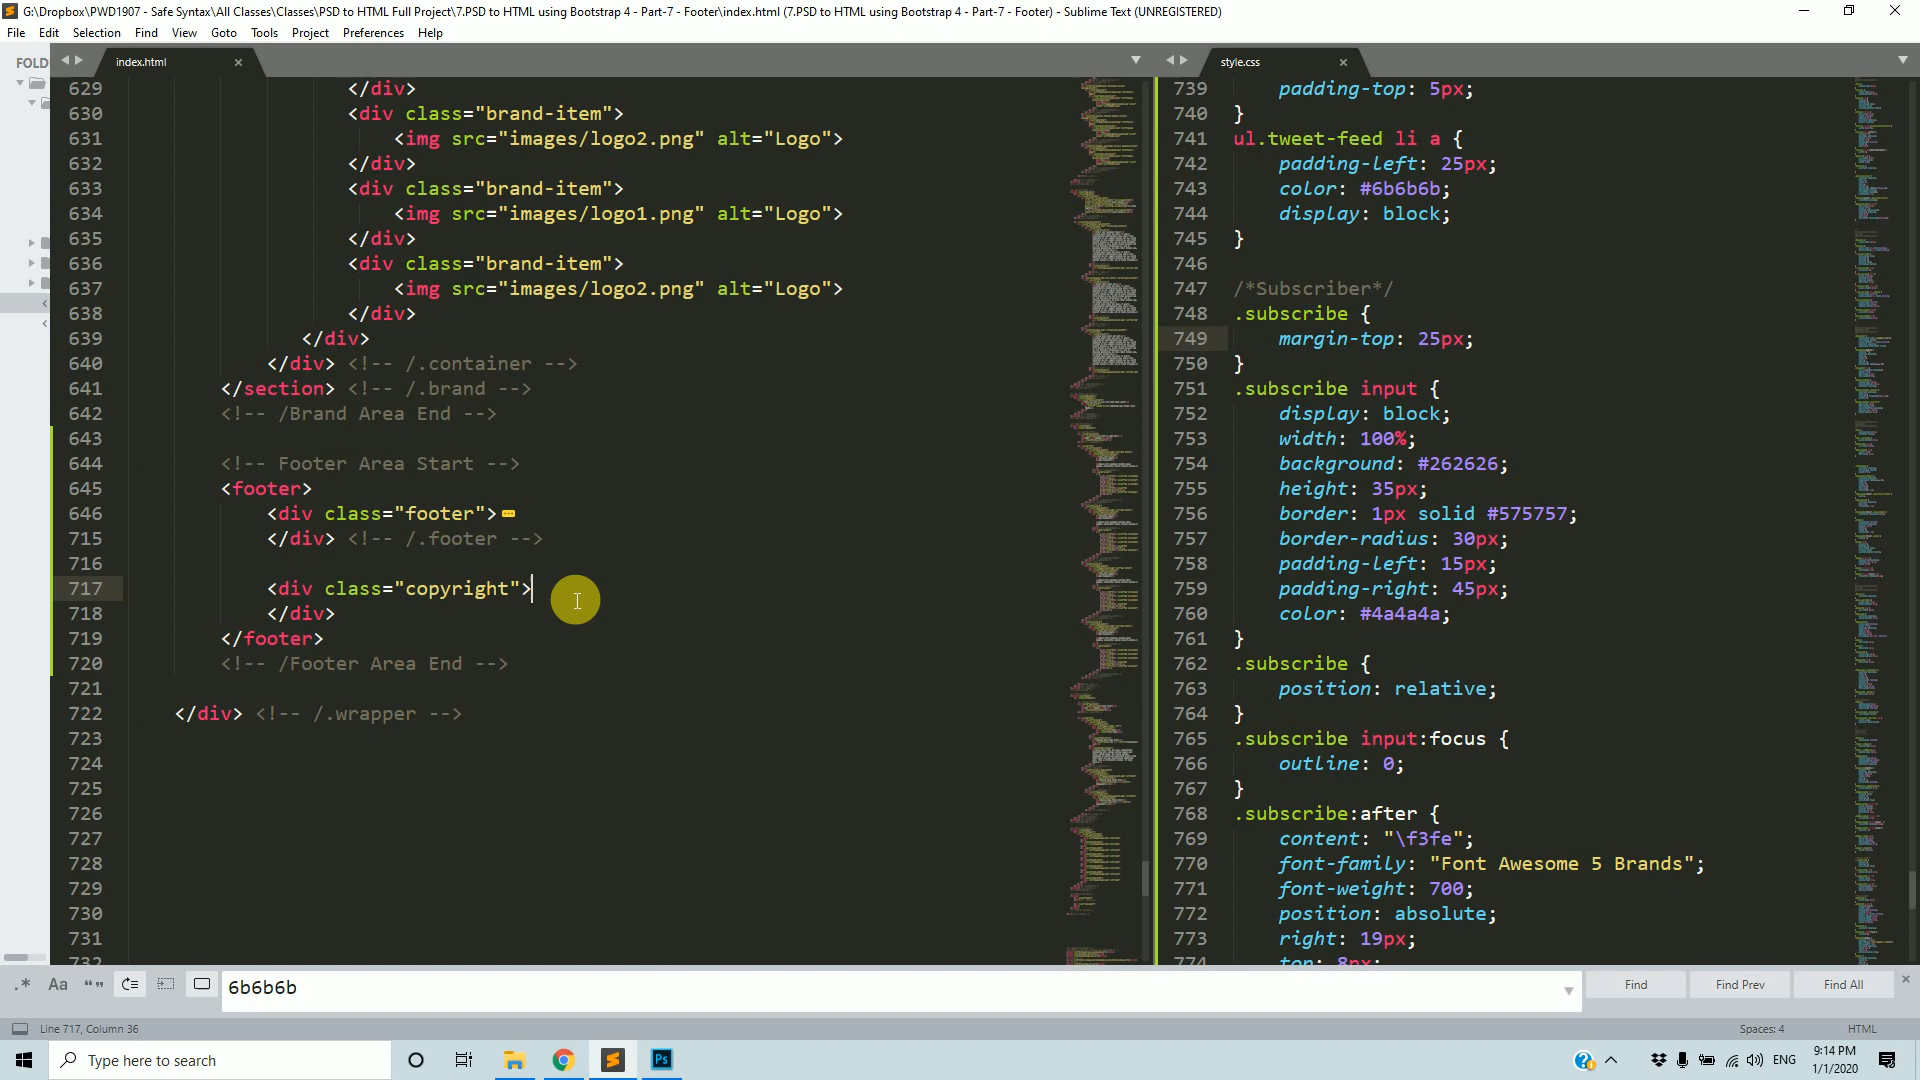 G:\Dropbox\PWD1907 - Safe Syntax\All Classes\Classes\PSD to HTML Full Project\7.PSD to HTML using Bootstrap 4 - Part-7 - Footer\index.html (7.PSD to HTML using Bootstrap 4 - Part-7 - Footer) - Sublime Text (UNREGISTERED)
File Edit Selection Find View Goto Tools Project Preferences Help
FOLD
index.html
629 </div>
630 <div class="brand-item">
631 <img src="images/logo2.png" alt="Logo">
632 </div>
633 <div class="brand-item">
634 <img src="images/logo1.png" alt="Logo">
635 </div>
636 <div class="brand-item">
637 <img src="images/logo2.png" alt="Logo">
638 </div>
639 </div>
640 </div> <!-- /.container -->
641 </section> <!-- /.brand -->
642 <!-- /Brand Area End -->
643
644 <!-- Footer Area Start -->
645 <footer>
646 <div class="footer">
715 </div> <!-- /.footer -->
716
717 <div class="copyright">
718 </div>
719 </footer>
720 <!-- /Footer Area End -->
721
722 </div> <!-- /.wrapper -->
723
724
725
726
727
728
729
730
731
732
style.css
739 padding-top: 5px;
740 }
741 ul.tweet-feed li a {
742 padding-left: 25px;
743 color: #6b6b6b;
744 display: block;
745 }
746
747 /*Subscriber*/
748 .subscribe {
749 margin-top: 25px;
750 }
751 .subscribe input {
752 display: block;
753 width: 100%;
754 background: #262626;
755 height: 35px;
756 border: 1px solid #575757;
757 border-radius: 30px;
758 padding-left: 15px;
759 padding-right: 45px;
760 color: #4a4a4a;
761 }
762 .subscribe {
763 position: relative;
764 }
765 .subscribe input:focus {
766 outline: 0;
767 }
768 .subscribe:after {
769 content: "\f3fe";
770 font-family: "Font Awesome 5 Brands";
771 font-weight: 700;
772 position: absolute;
773 right: 19px;
774 top: 8px;
.* Aa “” 6b6b6b Find Find Prev Find All
Line 717, Column 36 Spaces: 4 HTML
Type here to search
Ps
ENG
9:14 PM
1/1/2020